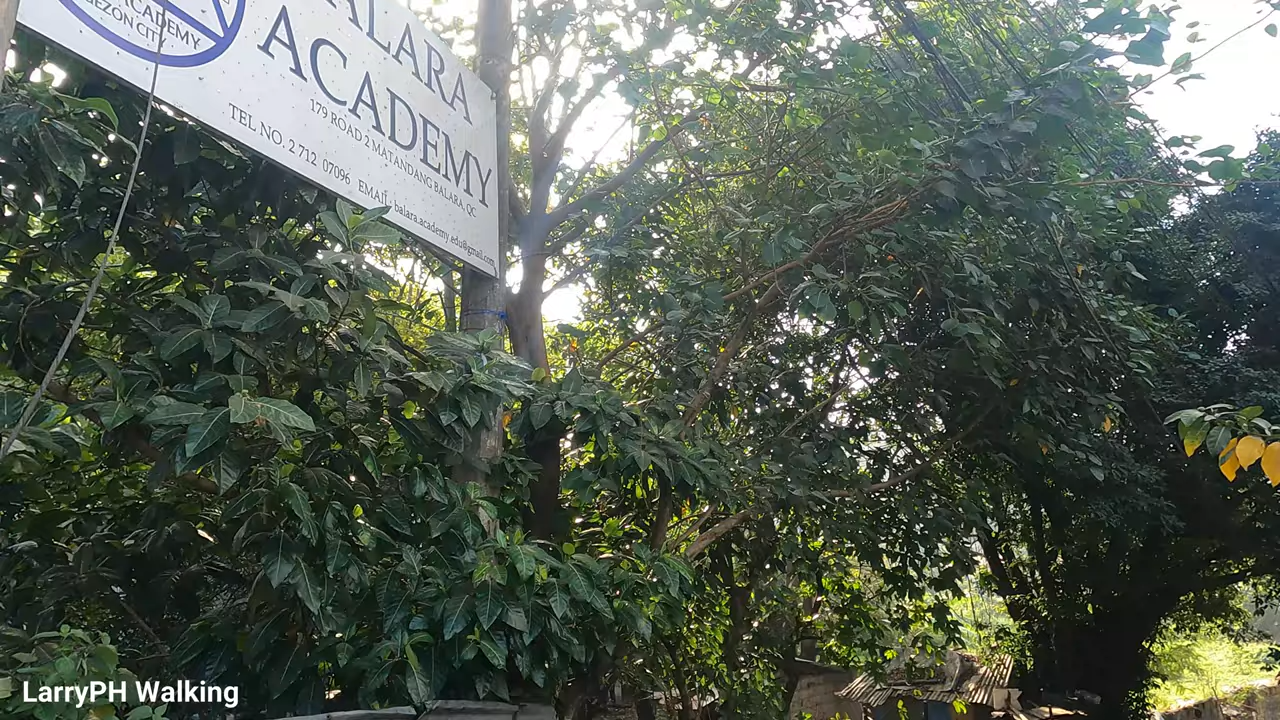 ACADEMY
QUEZON CITY
ALARA
ACADEMY
179 ROAD 2 MATANDANG BALARA, QC
TEL NO. 2 712 07096 EMAIL: balara.academy.edu@gmail.com
LarryPH Walking